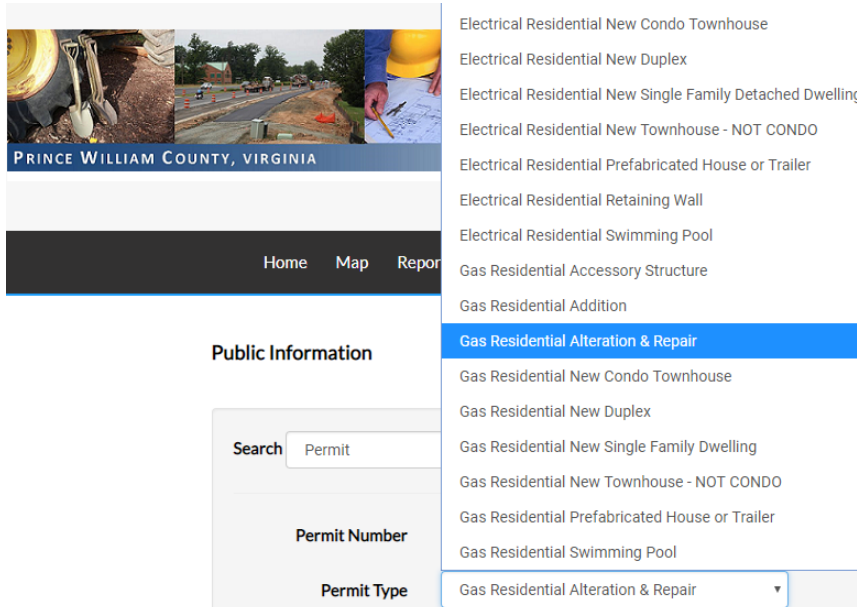 PRINCE WILLIAM COUNTY, VIRGINIA
Home Map Repor
Public Information
Search Permit
Permit Number
Permit Type
Electrical Residential New Condo Townhouse
Electrical Residential New Duplex
Electrical Residential New Single Family Detached Dwelling
Electrical Residential New Townhouse - NOT CONDO
Electrical Residential Prefabricated House or Trailer
Electrical Residential Retaining Wall
Electrical Residential Swimming Pool
Gas Residential Accessory Structure
Gas Residential Addition
Gas Residential Alteration & Repair
Gas Residential New Condo Townhouse
Gas Residential New Duplex
Gas Residential New Single Family Dwelling
Gas Residential New Townhouse - NOT CONDO
Gas Residential Prefabricated House or Trailer
Gas Residential Swimming Pool
Gas Residential Alteration & Repair